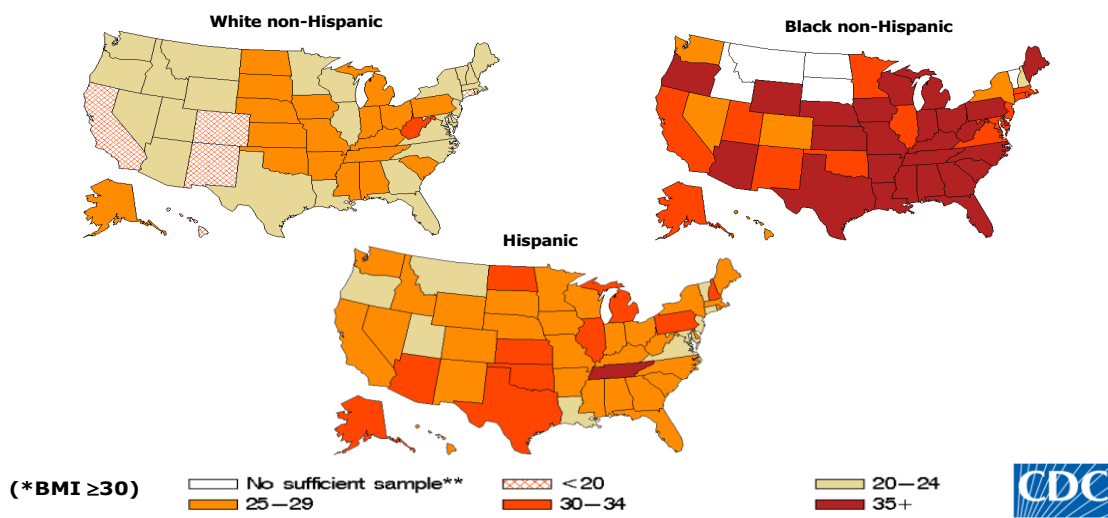 White non-Hispanic
Black non-Hispanic
Hispanic
(*BMI ≥30)
No sufficient sample**
<20
20−24
25−29
30−34
35+
CDC